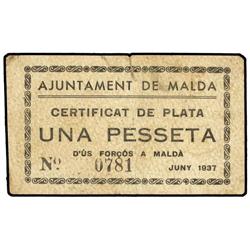 AJUNTAMENT DE MALDA
CERTIFICAT DE PLATA
UNA PESSETA
D'ÚS FORÇÓS A MALDÀ
Nº 0781 JUNY 1937